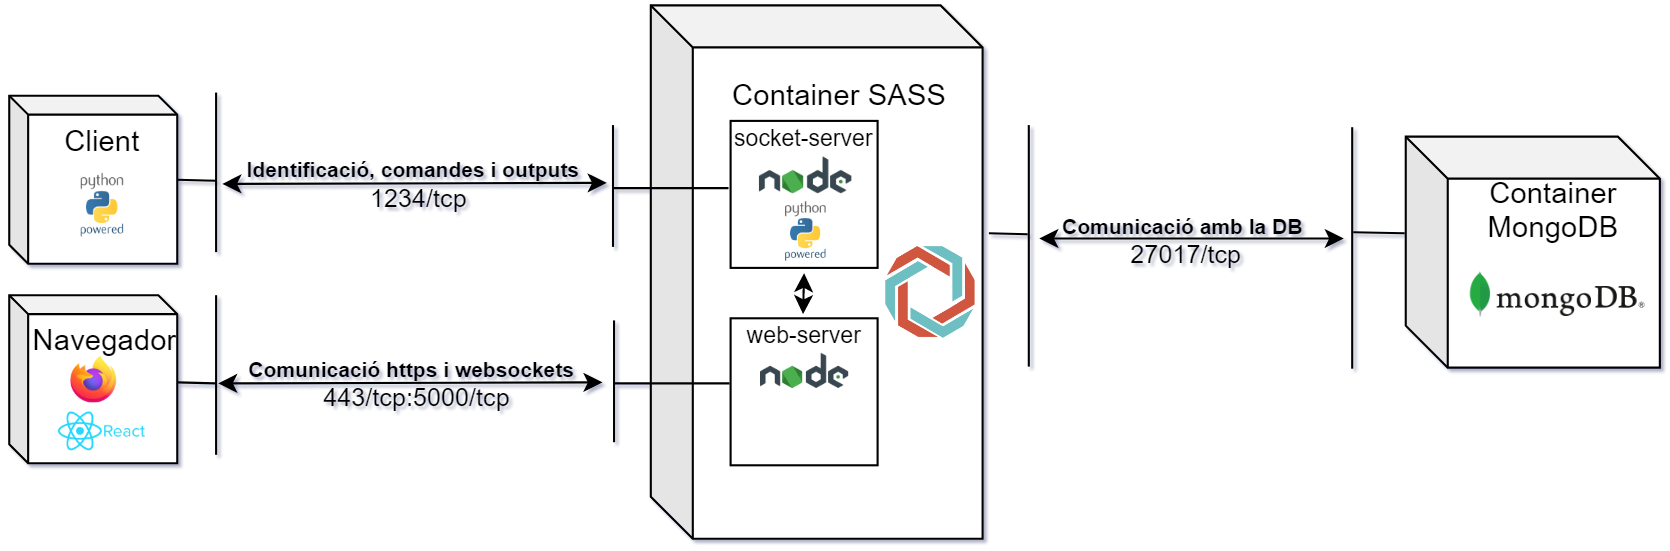 Client
python
powered
Identificació, comandes i outputs
1234/tcp
Navegador
React
Comunicació https i websockets
443/tcp:5000/tcp
Container SASS
socket-server
node
python
powered
web-server
node
Comunicació amb la DB
27017/tcp
Container
MongoDB
mongoDB®